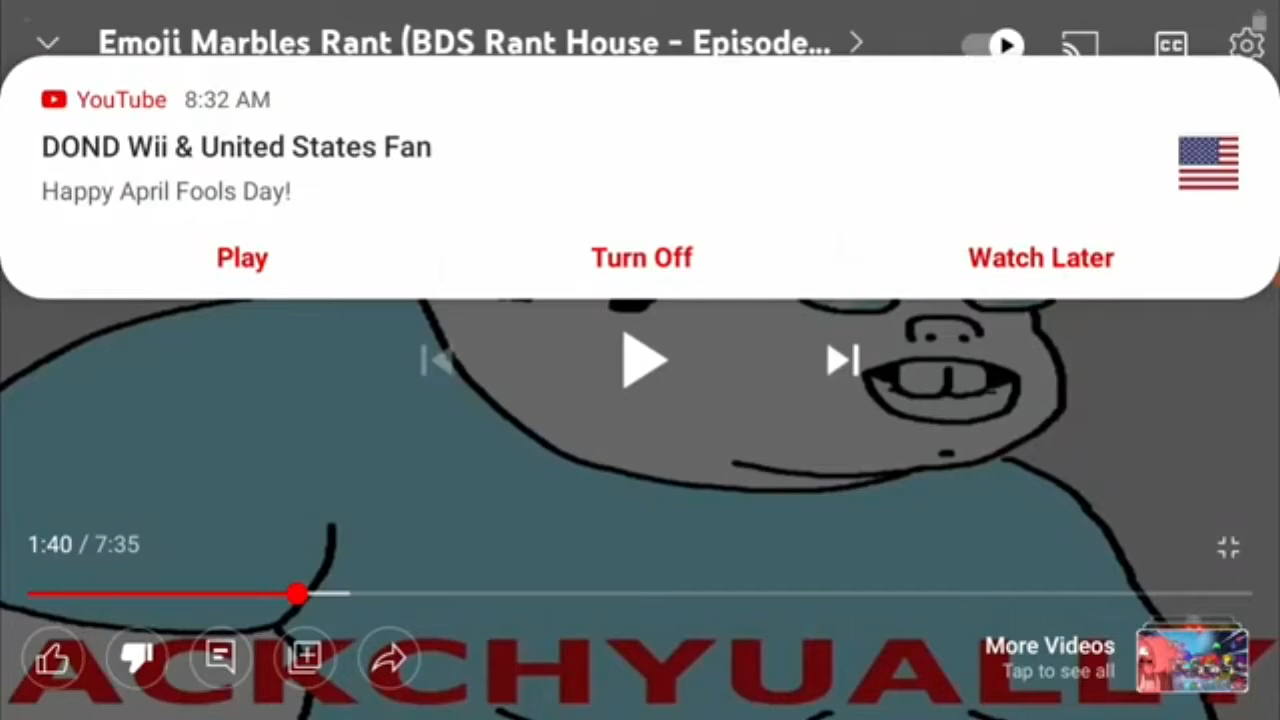 Emoji Marbles Rant (BDS Rant House - Episode...
CC
YouTube 8:32 AM
DOND Wii & United States Fan
Happy April Fools Day!
Play Turn Off Watch Later
1:40 / 7:35
More Videos
Tap to see all
ACKCHYUALLY